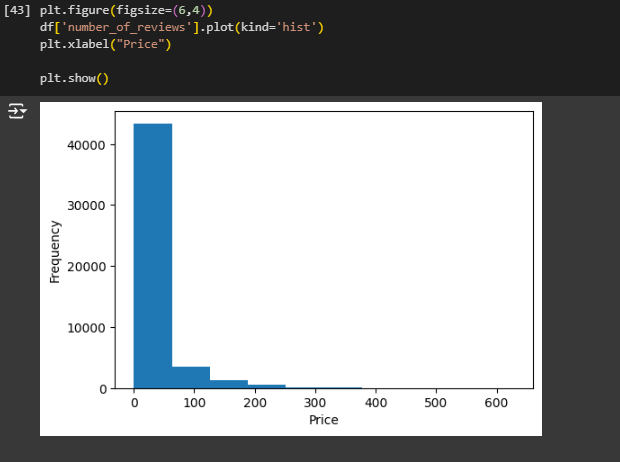 [43] plt.figure(figsize=(6,4))
df['number_of_reviews'].plot(kind='hist')
plt.xlabel("Price")
plt.show()
40000
30000
20000
10000
0
Frequency
0 100 200 300 400 500 600
Price